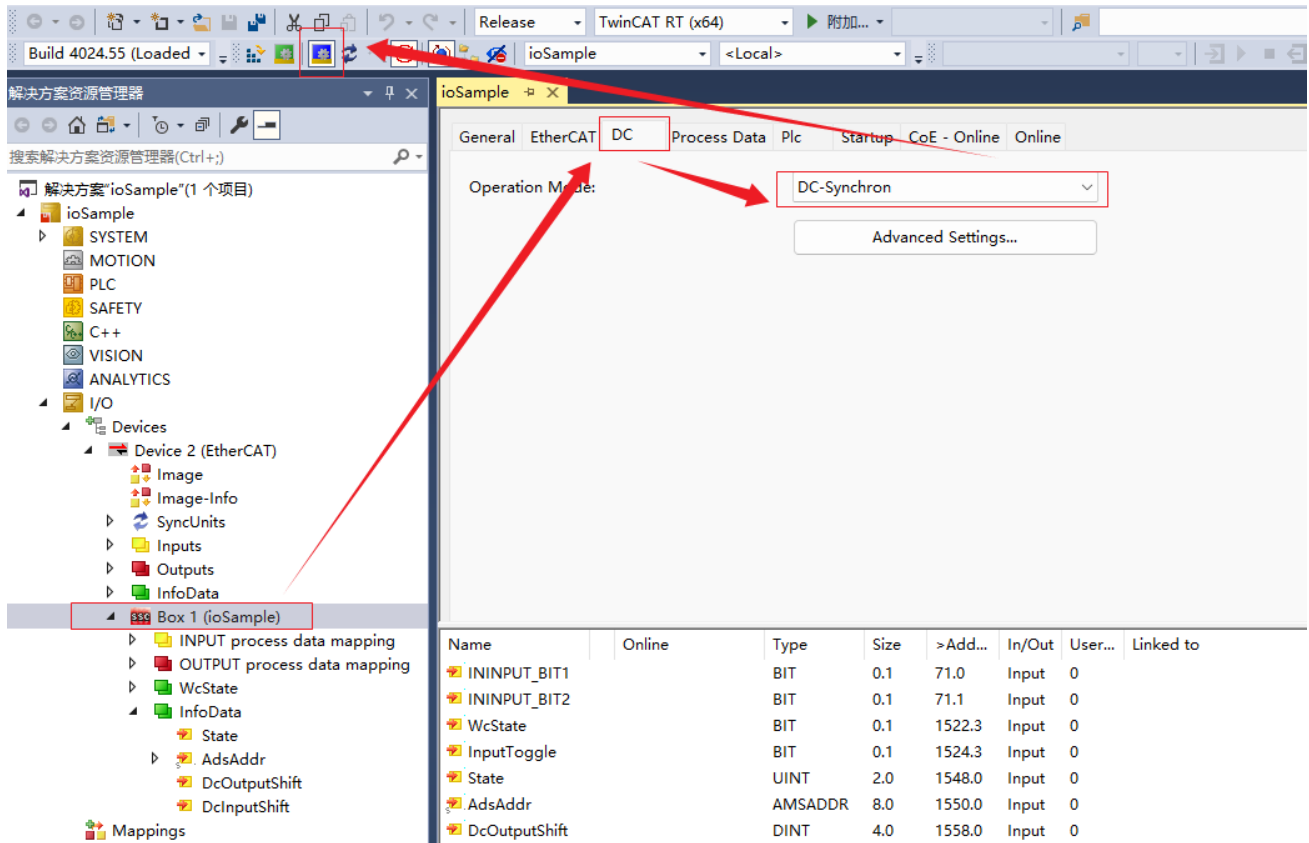 Release TwinCAT RT (x64) 附加...
Build 4024.55 (Loaded ioSample <Local>
解决方案资源管理器
搜索解决方案资源管理器(Ctrl+;)
解决方案"ioSample"(1 个项目)
ioSample
SYSTEM
MOTION
PLC
SAFETY
C++
VISION
ANALYTICS
I/O
Devices
Device 2 (EtherCAT)
Image
Image-Info
SyncUnits
Inputs
Outputs
InfoData
Box 1 (ioSample)
INPUT process data mapping
OUTPUT process data mapping
WcState
InfoData
State
AdsAddr
DcOutputShift
DcInputShift
Mappings
ioSample
General EtherCAT DC Process Data Plc Startup CoE - Online Online
Operation Mode: DC-Synchron
Advanced Settings...
Name Online Type Size >Add... In/Out User... Linked to
ININPUT_BIT1 BIT 0.1 71.0 Input 0
ININPUT_BIT2 BIT 0.1 71.1 Input 0
WcState BIT 0.1 1522.3 Input 0
InputToggle BIT 0.1 1524.3 Input 0
State UINT 2.0 1548.0 Input 0
AdsAddr AMSADDR 8.0 1550.0 Input 0
DcOutputShift DINT 4.0 1558.0 Input 0